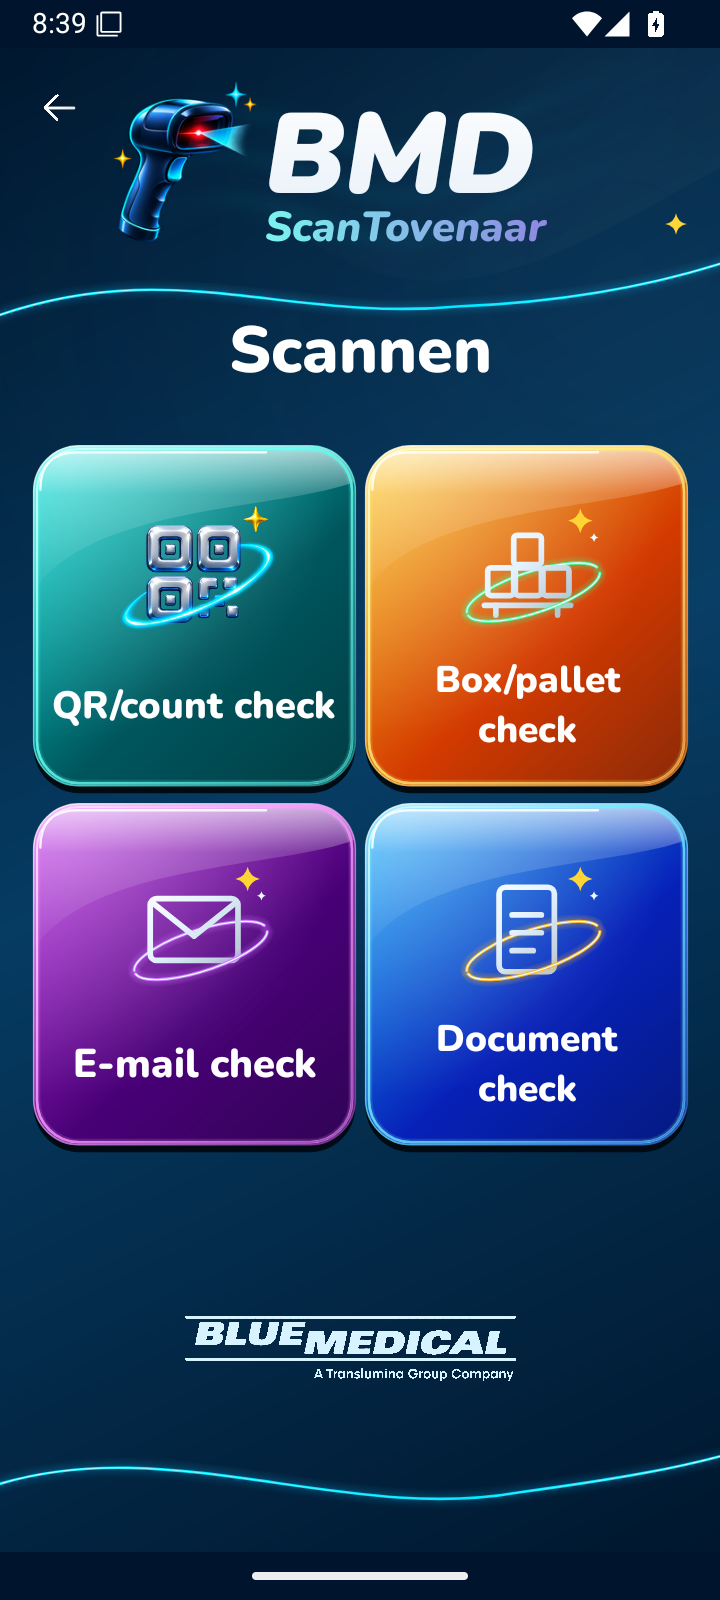 8:39
BMD
ScanTovenaar
Scannen
QR/count check
Box/pallet
check
E-mail check
Document
check
BLUEMEDICAL
A Translumina Group Company